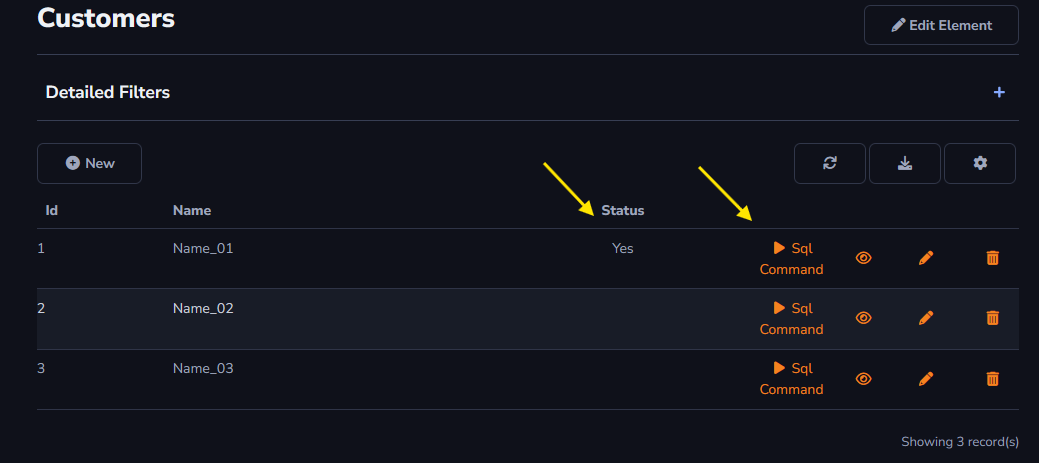 Customers
Edit Element
Detailed Filters
New
Id Name Status
1 Name_01 Yes Sql Command
2 Name_02 Sql Command
3 Name_03 Sql Command
Showing 3 record(s)